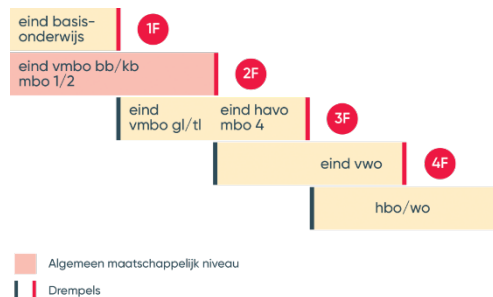 eind basis-
onderwijs
1F
eind vmbo bb/kb
mbo 1/2
2F
eind
vmbo gl/tl
eind havo
mbo 4
3F
eind vwo
4F
hbo/wo
Algemeen maatschappelijk niveau
Drempels